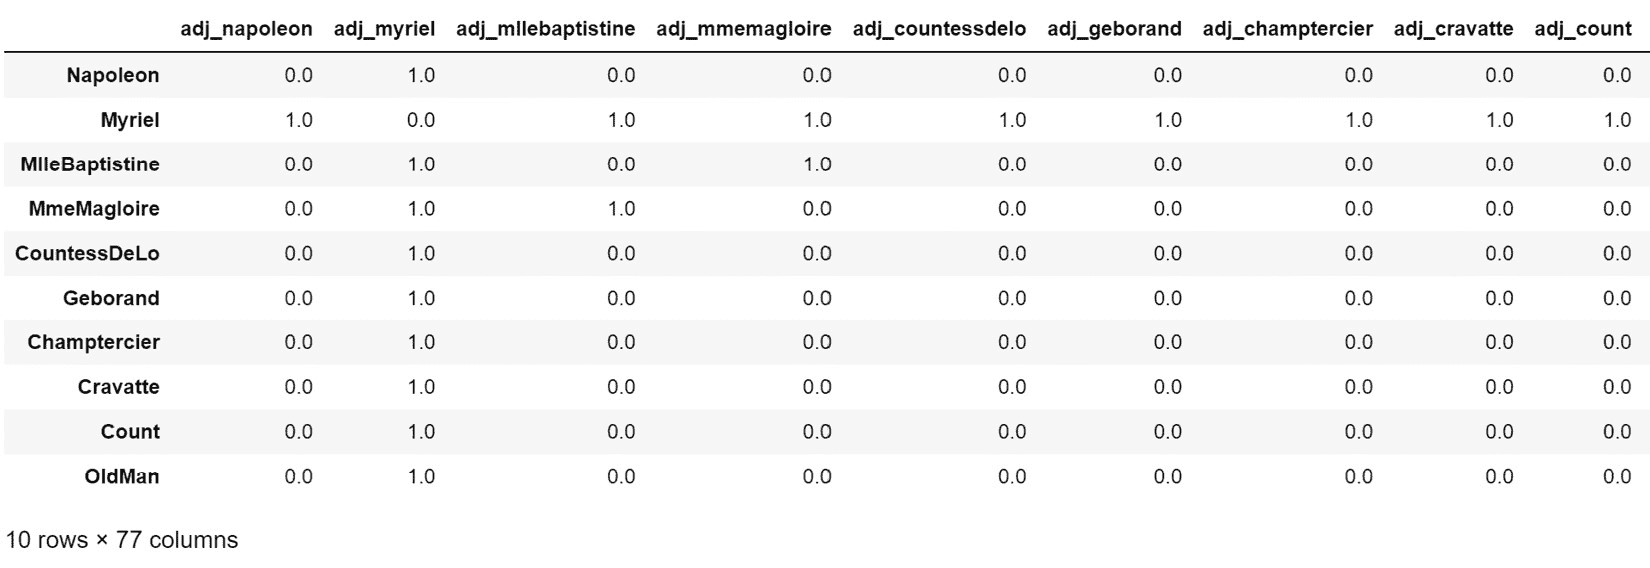 adj_napoleon adj_myriel adj_mllebaptistine adj_mmemagloire adj_countessdelo adj_geborand adj_champtercier adj_cravatte adj_count
Napoleon 0.0 1.0 0.0 0.0 0.0 0.0 0.0 0.0 0.0
Myriel 1.0 0.0 1.0 1.0 1.0 1.0 1.0 1.0 1.0
MlleBaptistine 0.0 1.0 0.0 1.0 0.0 0.0 0.0 0.0 0.0
MmeMagloire 0.0 1.0 1.0 0.0 0.0 0.0 0.0 0.0 0.0
CountessDeLo 0.0 1.0 0.0 0.0 0.0 0.0 0.0 0.0 0.0
Geborand 0.0 1.0 0.0 0.0 0.0 0.0 0.0 0.0 0.0
Champtercier 0.0 1.0 0.0 0.0 0.0 0.0 0.0 0.0 0.0
Cravatte 0.0 1.0 0.0 0.0 0.0 0.0 0.0 0.0 0.0
Count 0.0 1.0 0.0 0.0 0.0 0.0 0.0 0.0 0.0
OldMan 0.0 1.0 0.0 0.0 0.0 0.0 0.0 0.0 0.0
10 rows × 77 columns